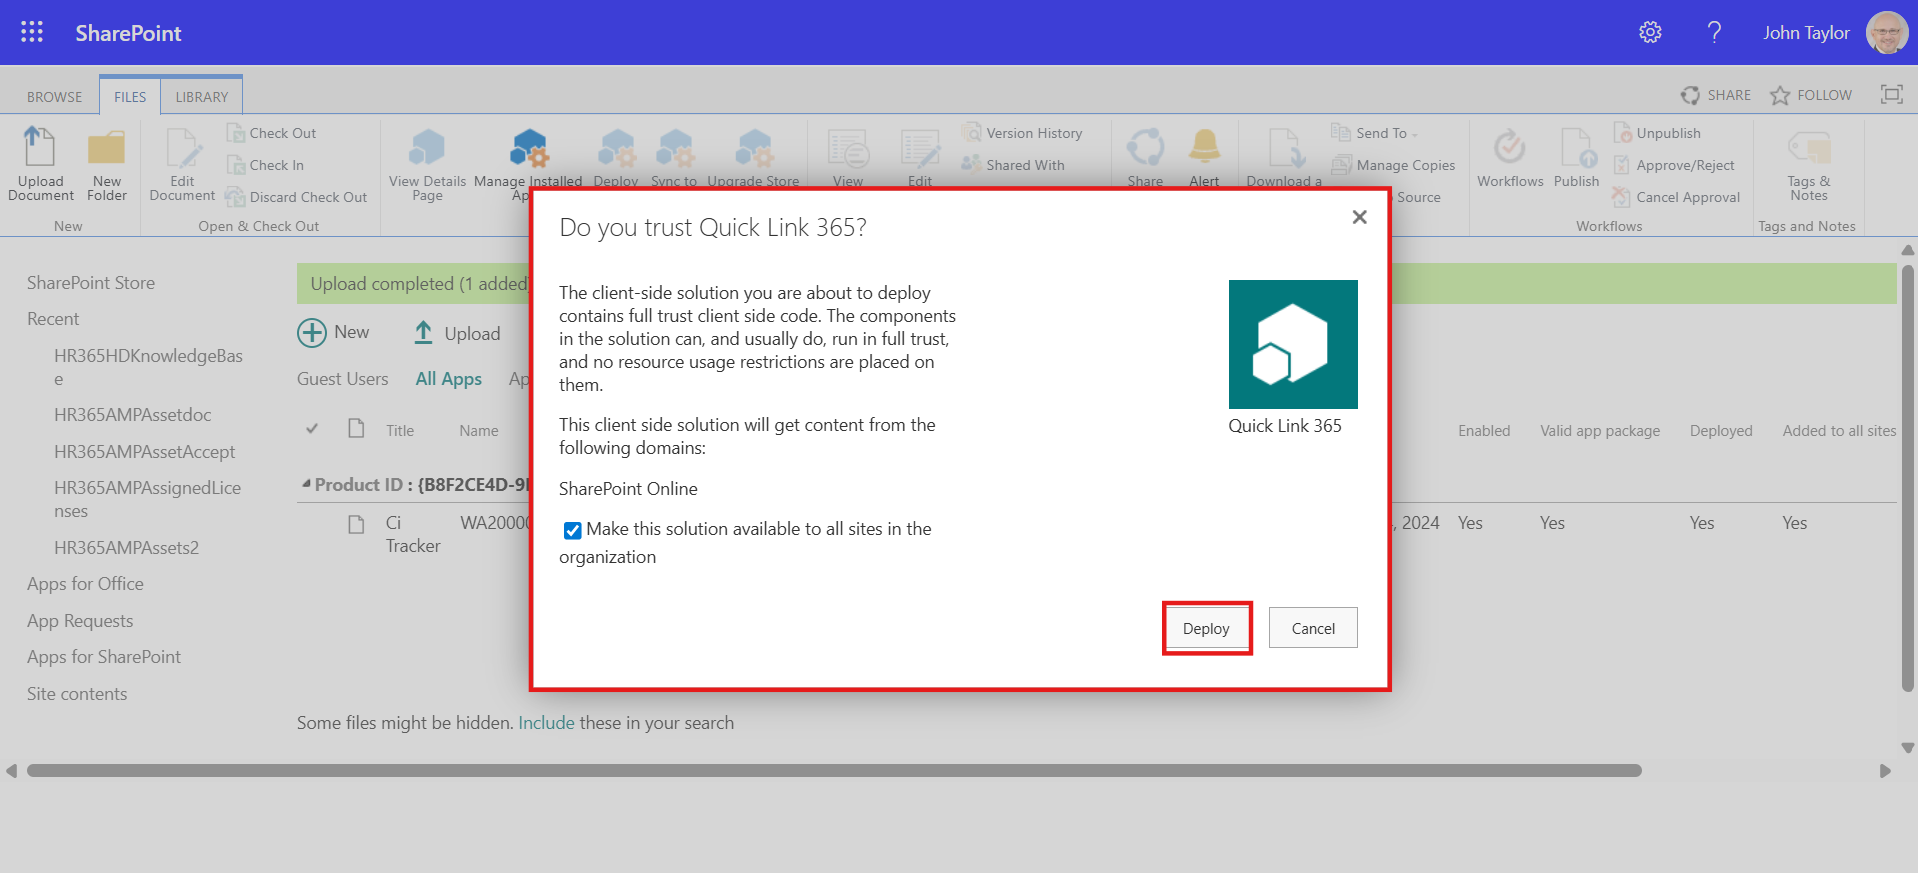 SharePoint
?
John Taylor
BROWSE
FILES
LIBRARY
SHARE
FOLLOW
Upload
Document
New
Folder
New
Edit
Document
Check Out
Check In
Discard Check Out
Open & Check Out
View Details
Page
Manage Installed
Ap
Deploy
Sync to
Upgrade Store
View
Edit
Version History
Shared With
Share
Alert
Download a
Send To
Manage Copies
Source
Workflows
Publish
Unpublish
Approve/Reject
Cancel Approval
Workflows
Tags &
Notes
Tags and Notes
SharePoint Store
Recent
HR365HDKnowledgeBas
e
HR365AMPAssetdoc
HR365AMPAssetAccept
HR365AMPAssignedLice
nses
HR365AMPAssets2
Apps for Office
App Requests
Apps for SharePoint
Site contents
Upload completed (1 added)
New
Upload
Guest Users
All Apps
Ap
Title
Name
Enabled
Valid app package
Deployed
Added to all sites
Product ID : {B8F2CE4D-9
Ci
Tracker
WA20000
, 2024
Yes
Yes
Yes
Yes
Some files might be hidden. Include these in your search
Do you trust Quick Link 365?
The client-side solution you are about to deploy
contains full trust client side code. The components
in the solution can, and usually do, run in full trust,
and no resource usage restrictions are placed on
them.
This client side solution will get content from the
following domains:
SharePoint Online
Make this solution available to all sites in the
organization
Quick Link 365
Deploy
Cancel